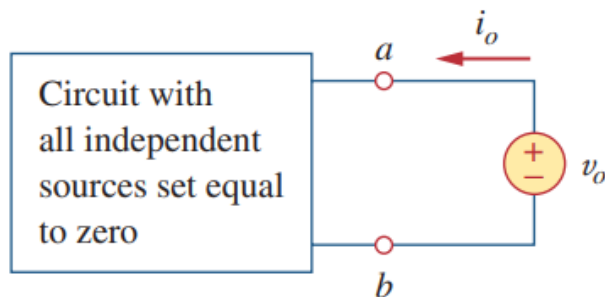 i_o
a
Circuit with
all independent
sources set equal
to zero
+
−
v_o
b